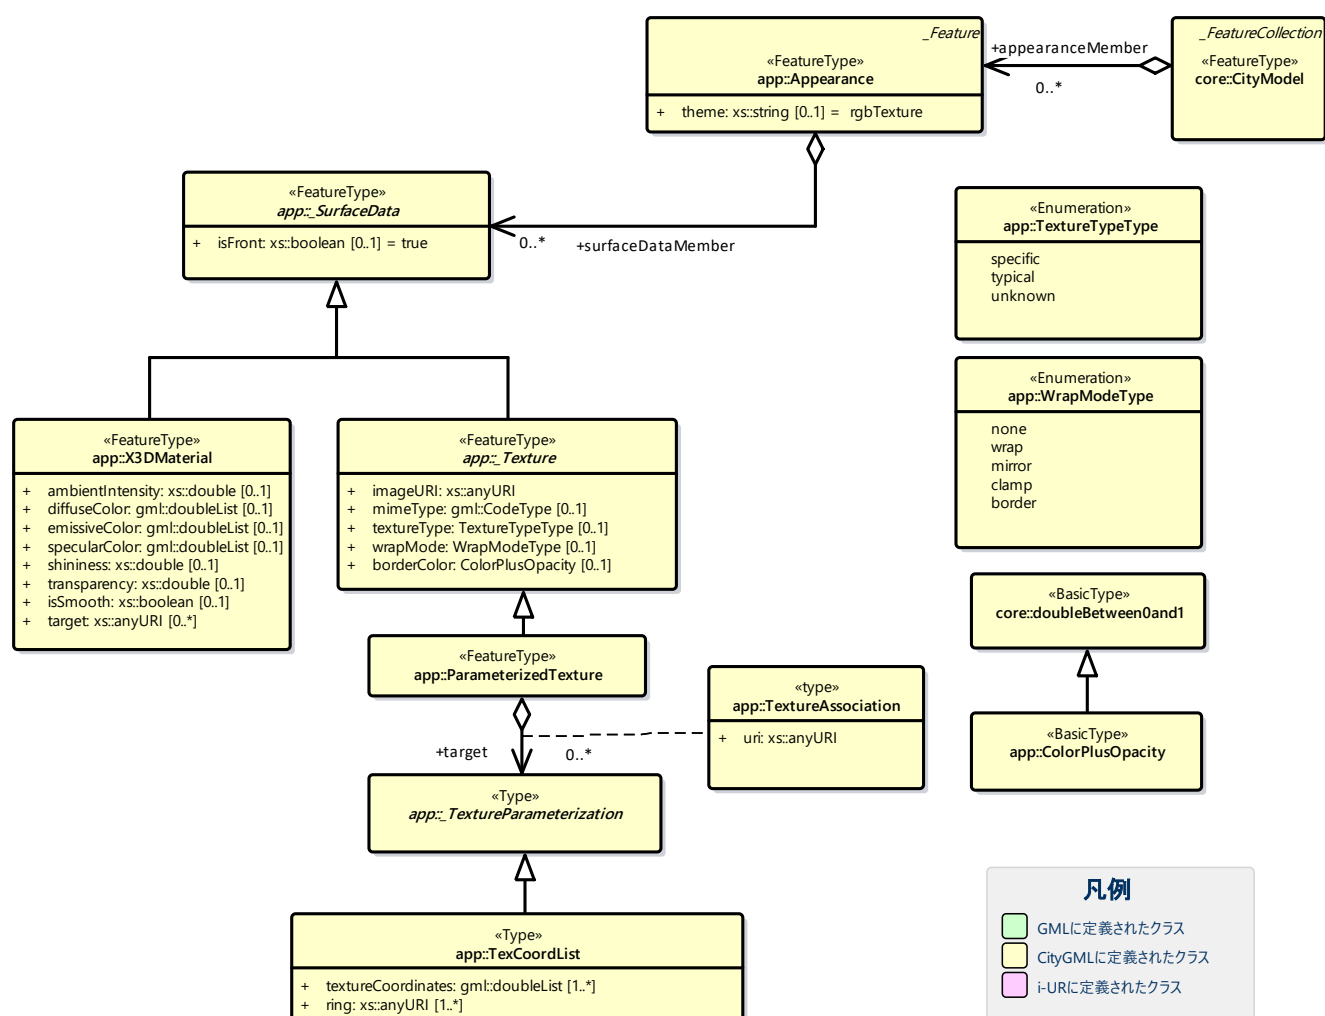 _Feature
«FeatureType»
app::Appearance
+ theme: xs::string [0..1] = rgbTexture
+appearanceMember
0..*
_FeatureCollection
«FeatureType»
core::CityModel
«FeatureType»
app::_SurfaceData
+ isFront: xs::boolean [0..1] = true
0..*
+surfaceDataMember
«Enumeration»
app::TextureTypeType
specific
typical
unknown
«Enumeration»
app::WrapModeType
none
wrap
mirror
clamp
border
«FeatureType»
app::X3DMaterial
+ ambientIntensity: xs::double [0..1]
+ diffuseColor: gml::doubleList [0..1]
+ emissiveColor: gml::doubleList [0..1]
+ specularColor: gml::doubleList [0..1]
+ shininess: xs::double [0..1]
+ transparency: xs::double [0..1]
+ isSmooth: xs::boolean [0..1]
+ target: xs::anyURI [0..*]
«FeatureType»
app::_Texture
+ imageURI: xs::anyURI
+ mimeType: gml::CodeType [0..1]
+ textureType: TextureTypeType [0..1]
+ wrapMode: WrapModeType [0..1]
+ borderColor: ColorPlusOpacity [0..1]
«BasicType»
core::doubleBetween0and1
«FeatureType»
app::ParameterizedTexture
«type»
app::TextureAssociation
+ uri: xs::anyURI
«BasicType»
app::ColorPlusOpacity
+target
0..*
«Type»
app::_TextureParameterization
«Type»
app::TexCoordList
+ textureCoordinates: gml::doubleList [1..*]
+ ring: xs::anyURI [1..*]
凡例
GMLに定義されたクラス
CityGMLに定義されたクラス
i-URに定義されたクラス